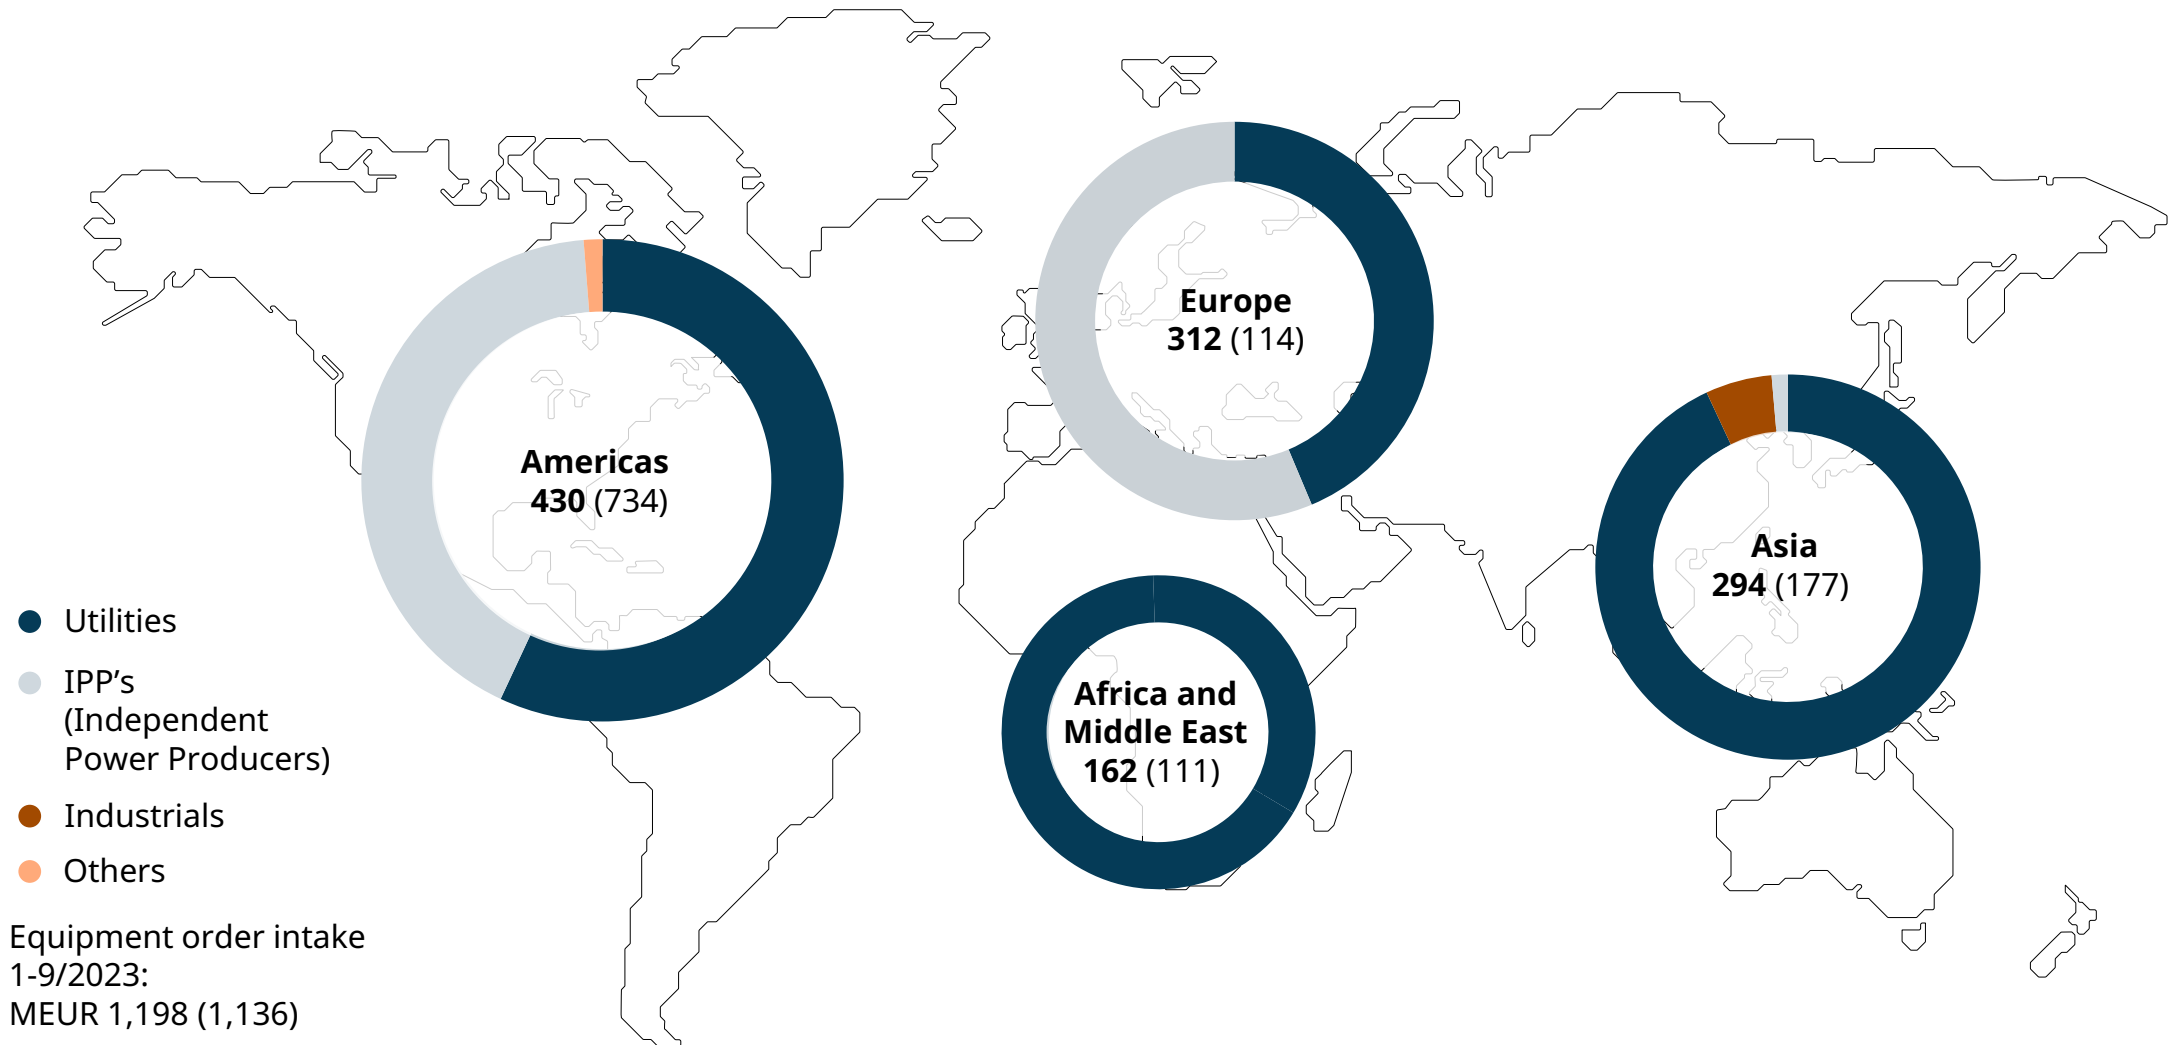 Europe
312 (114)
Americas
430 (734)
Asia
294 (177)
Africa and
Middle East
162 (111)
Utilities
IPP’s
(Independent
Power Producers)
Industrials
Others
Equipment order intake
1-9/2023:
MEUR 1,198 (1,136)